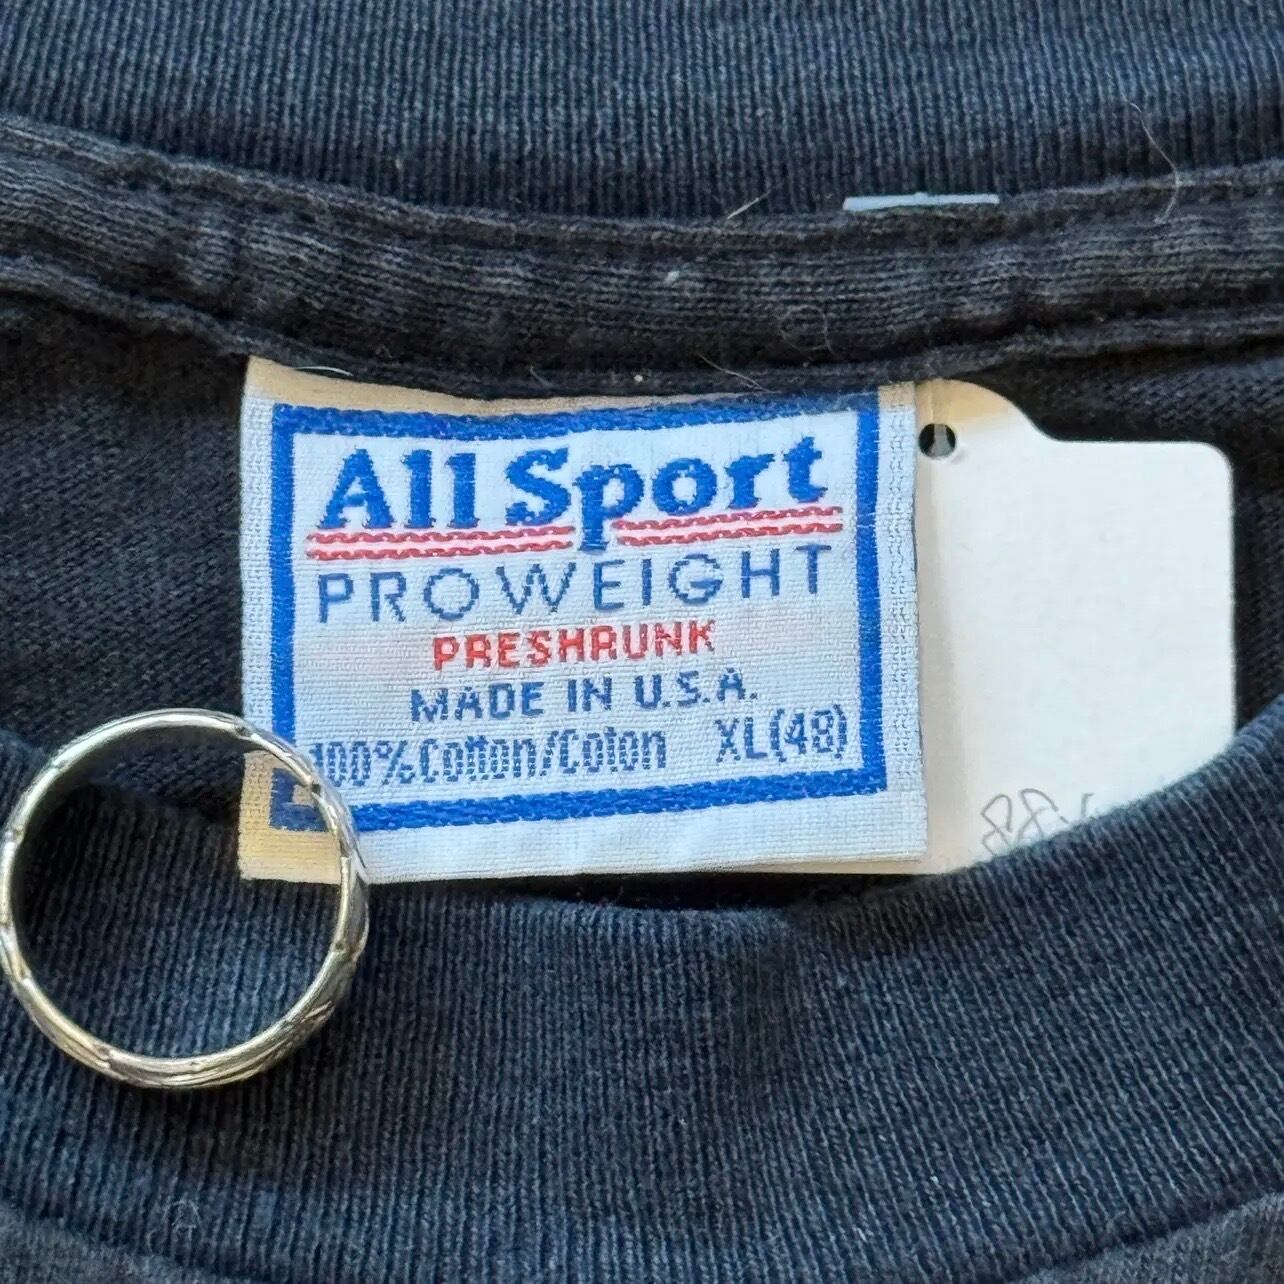 All Sport
PROWEIGHT
PRESHRUNK
MADE IN U.S.A.
100% Cotton/Coton XL(48)